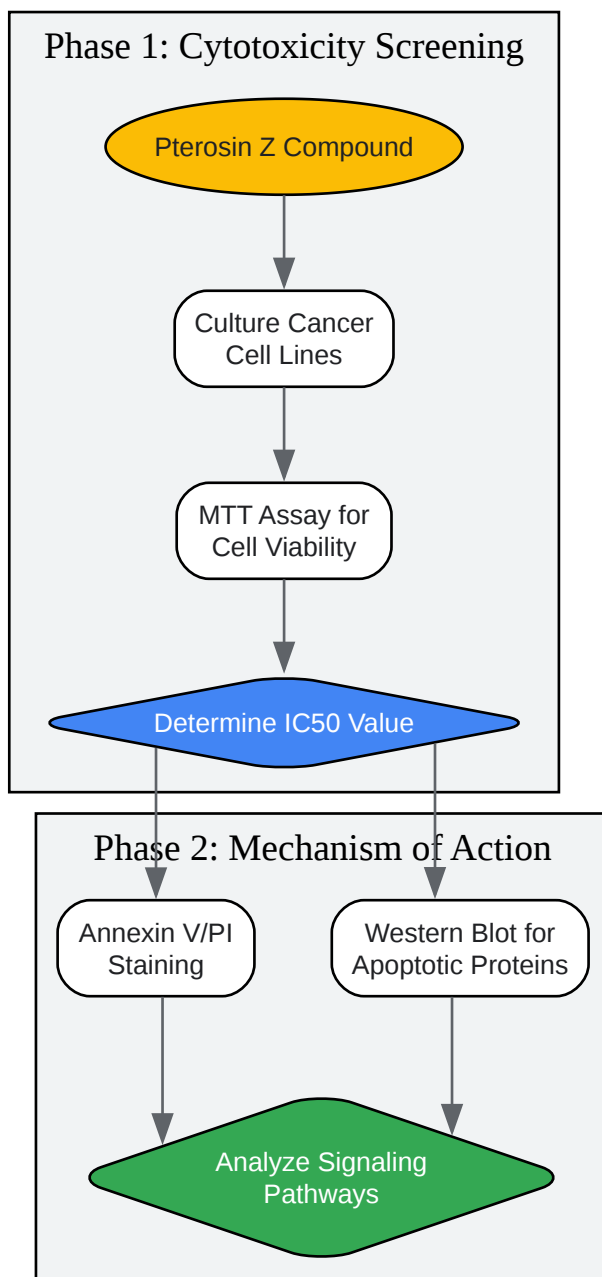 Phase 1: Cytotoxicity Screening
Pterosin Z Compound
Culture Cancer
Cell Lines
MTT Assay for
Cell Viability
Determine IC50 Value
Phase 2: Mechanism of Action
Annexin V/PI
Staining
Western Blot for
Apoptotic Proteins
Analyze Signaling
Pathways